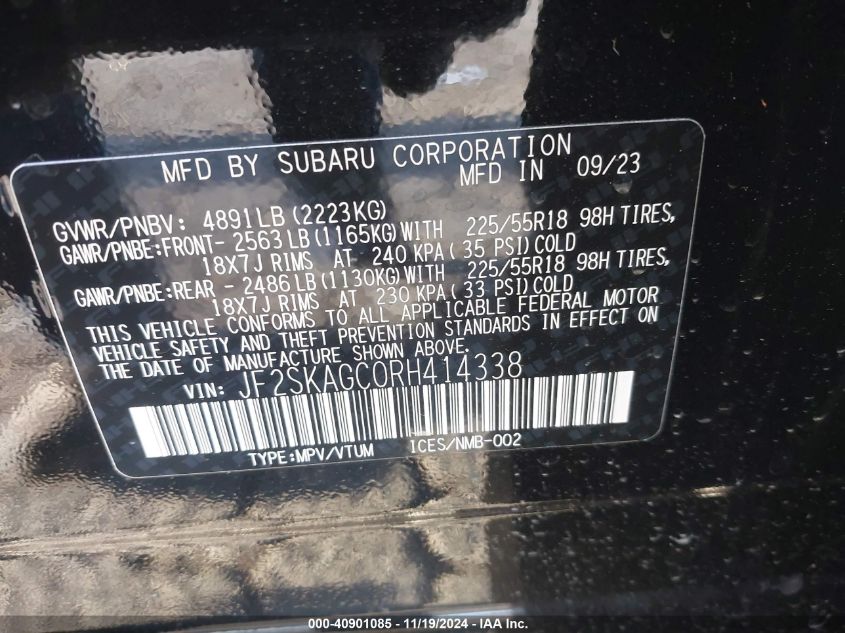 MFD BY SUBARU CORPORATION
MFD IN 09/23
GVWR/PNBV: 4891LB (2223KG)
GAWR/PNBE:FRONT- 2563 LB (1165KG) WITH 225/55R18 98H TIRES,
18X7J RIMS AT 240 KPA ( 35 PSI) COLD
GAWR/PNBE:REAR - 2486 LB (1130KG) WITH 225/55R18 98H TIRES,
18X7J RIMS AT 230 KPA ( 33 PSI) COLD
THIS VEHICLE CONFORMS TO ALL APPLICABLE FEDERAL MOTOR
VEHICLE SAFETY AND THEFT PREVENTION STANDARDS IN EFFECT ON
THE DATE OF MANUFACTURE SHOWN ABOVE.
VIN: JF2SKAGC0RH414338
TYPE:MPV/VTUM ICES/NMB-002
000-40901085 - 11/19/2024 - IAA Inc.